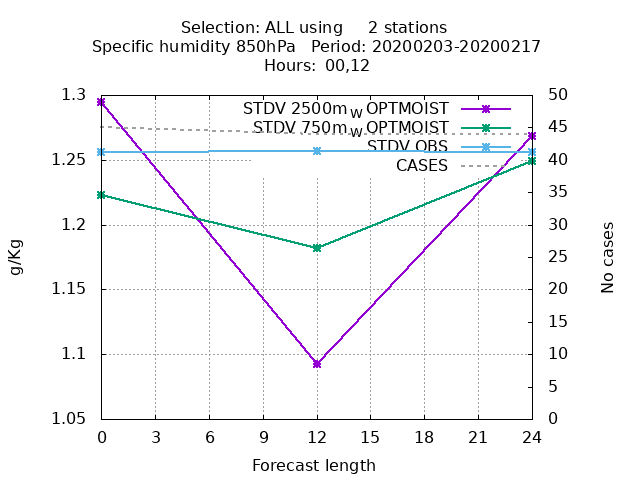 Selection: ALL using     2 stations
Specific humidity 850hPa   Period: 20200203-20200217
Hours: 00,12
STDV 2500m_W OPTMOIST
STDV 750m_W OPTMOIST
STDV OBS
CASES
1.3
1.25
1.2
1.15
1.1
1.05
g/Kg
50
45
40
35
30
25
20
15
10
5
0
No cases
0 3 6 9 12 15 18 21 24
Forecast length